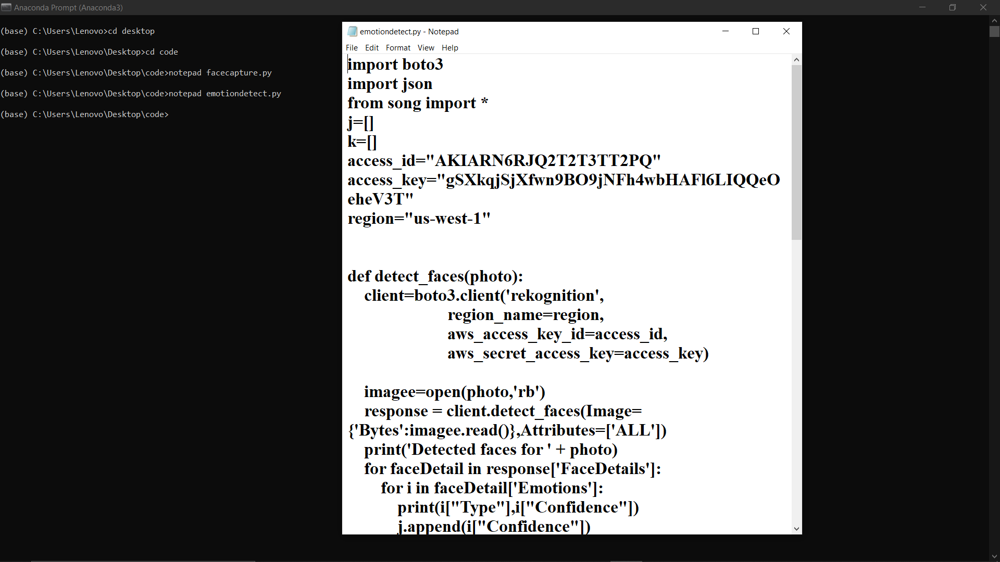 Anaconda Prompt (Anaconda3)
(base) C:\Users\Lenovo>cd desktop
(base) C:\Users\Lenovo\Desktop>cd code
(base) C:\Users\Lenovo\Desktop\code>notepad facecapture.py
(base) C:\Users\Lenovo\Desktop\code>notepad emotiondetect.py
(base) C:\Users\Lenovo\Desktop\code>
emotiondetect.py - Notepad
File Edit Format View Help
import boto3
import json
from song import *
j=[]
k=[]
access_id="AKIARN6RJQ2T2T3TT2PQ"
access_key="gSXkqjSjXfwn9BO9jNFh4wbHAFl6LIQQeO
eheV3T"
region="us-west-1"
def detect_faces(photo):
    client=boto3.client('rekognition',
                        region_name=region,
                        aws_access_key_id=access_id,
                        aws_secret_access_key=access_key)
    imagee=open(photo,'rb')
    response = client.detect_faces(Image=
{'Bytes':imagee.read()},Attributes=['ALL'])
    print('Detected faces for ' + photo)
    for faceDetail in response['FaceDetails']:
        for i in faceDetail['Emotions']:
            print(i["Type"],i["Confidence"])
            j.append(i["Confidence"])